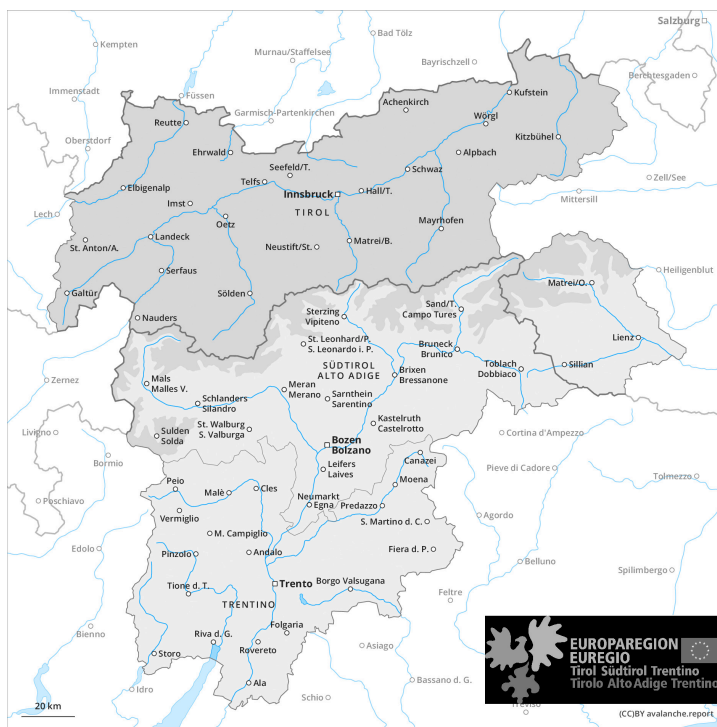 Salzburg
Kempten
Bad Tölz
Murnau/Staffelsee
Bayrischzell
Berchtesgaden
Immenstadt
Füssen
Garmisch-Partenkirchen
Achenkirch
Kufstein
Reutte
Wörgl
Oberstdorf
Kitzbühel
Ehrwald
Alpbach
Seefeld/T.
Schwaz
Telfs
Zell/See
Elbigenalp
Innsbruck
Hall/T.
Mittersill
Imst
TIROL
Lech
Oetz
Mayrhofen
Landeck
Matrei/B.
St. Anton/A.
Neustift/St.
Serfaus
Heiligenblut
Matrei/O.
Galtür
Sölden
Sand/T.
Campo Tures
Nauders
Sterzing
Vipiteno
Lienz
St. Leonhard/P.
S. Leonardo i. P.
Bruneck
Brunico
Toblach
Dobbiaco
Sillian
SÜDTIROL
ALTO ADIGE
Brixen
Bressanone
Zernez
Mals
Malles V.
Meran
Merano
Schlanders
Silandro
Sarnthein
Sarentino
St. Walburg
S. Valburga
Kastelruth
Castelrotto
Livigno
Sulden
Solda
Bozen
Bolzano
Cortina d'Ampezzo
Bormio
Canazei
Leifers
Laives
Pieve di Cadore
Tolmezzo
Peio
Malè
Cles
Moena
Neumarkt
Egna
Predazzo
Poschiavo
Vermiglio
Agordo
S. Martino d. C.
M. Campiglio
Edolo
Pinzolo
Andalo
Fiera d. P.
Belluno
Spilimbergo
Trento
Tione d. T.
Borgo Valsugana
Feltre
TRENTINO
Bienno
Folgaria
Riva d. G.
Rovereto
Asiago
Storo
Ala
Idro
Schio
Bassano d. G.
Treviso
EUROPAREGION
EUREGIO
Tirol Südtirol Trentino
Tirolo AltoAdige Trentino
20 km
(CC)BY avalanche.report